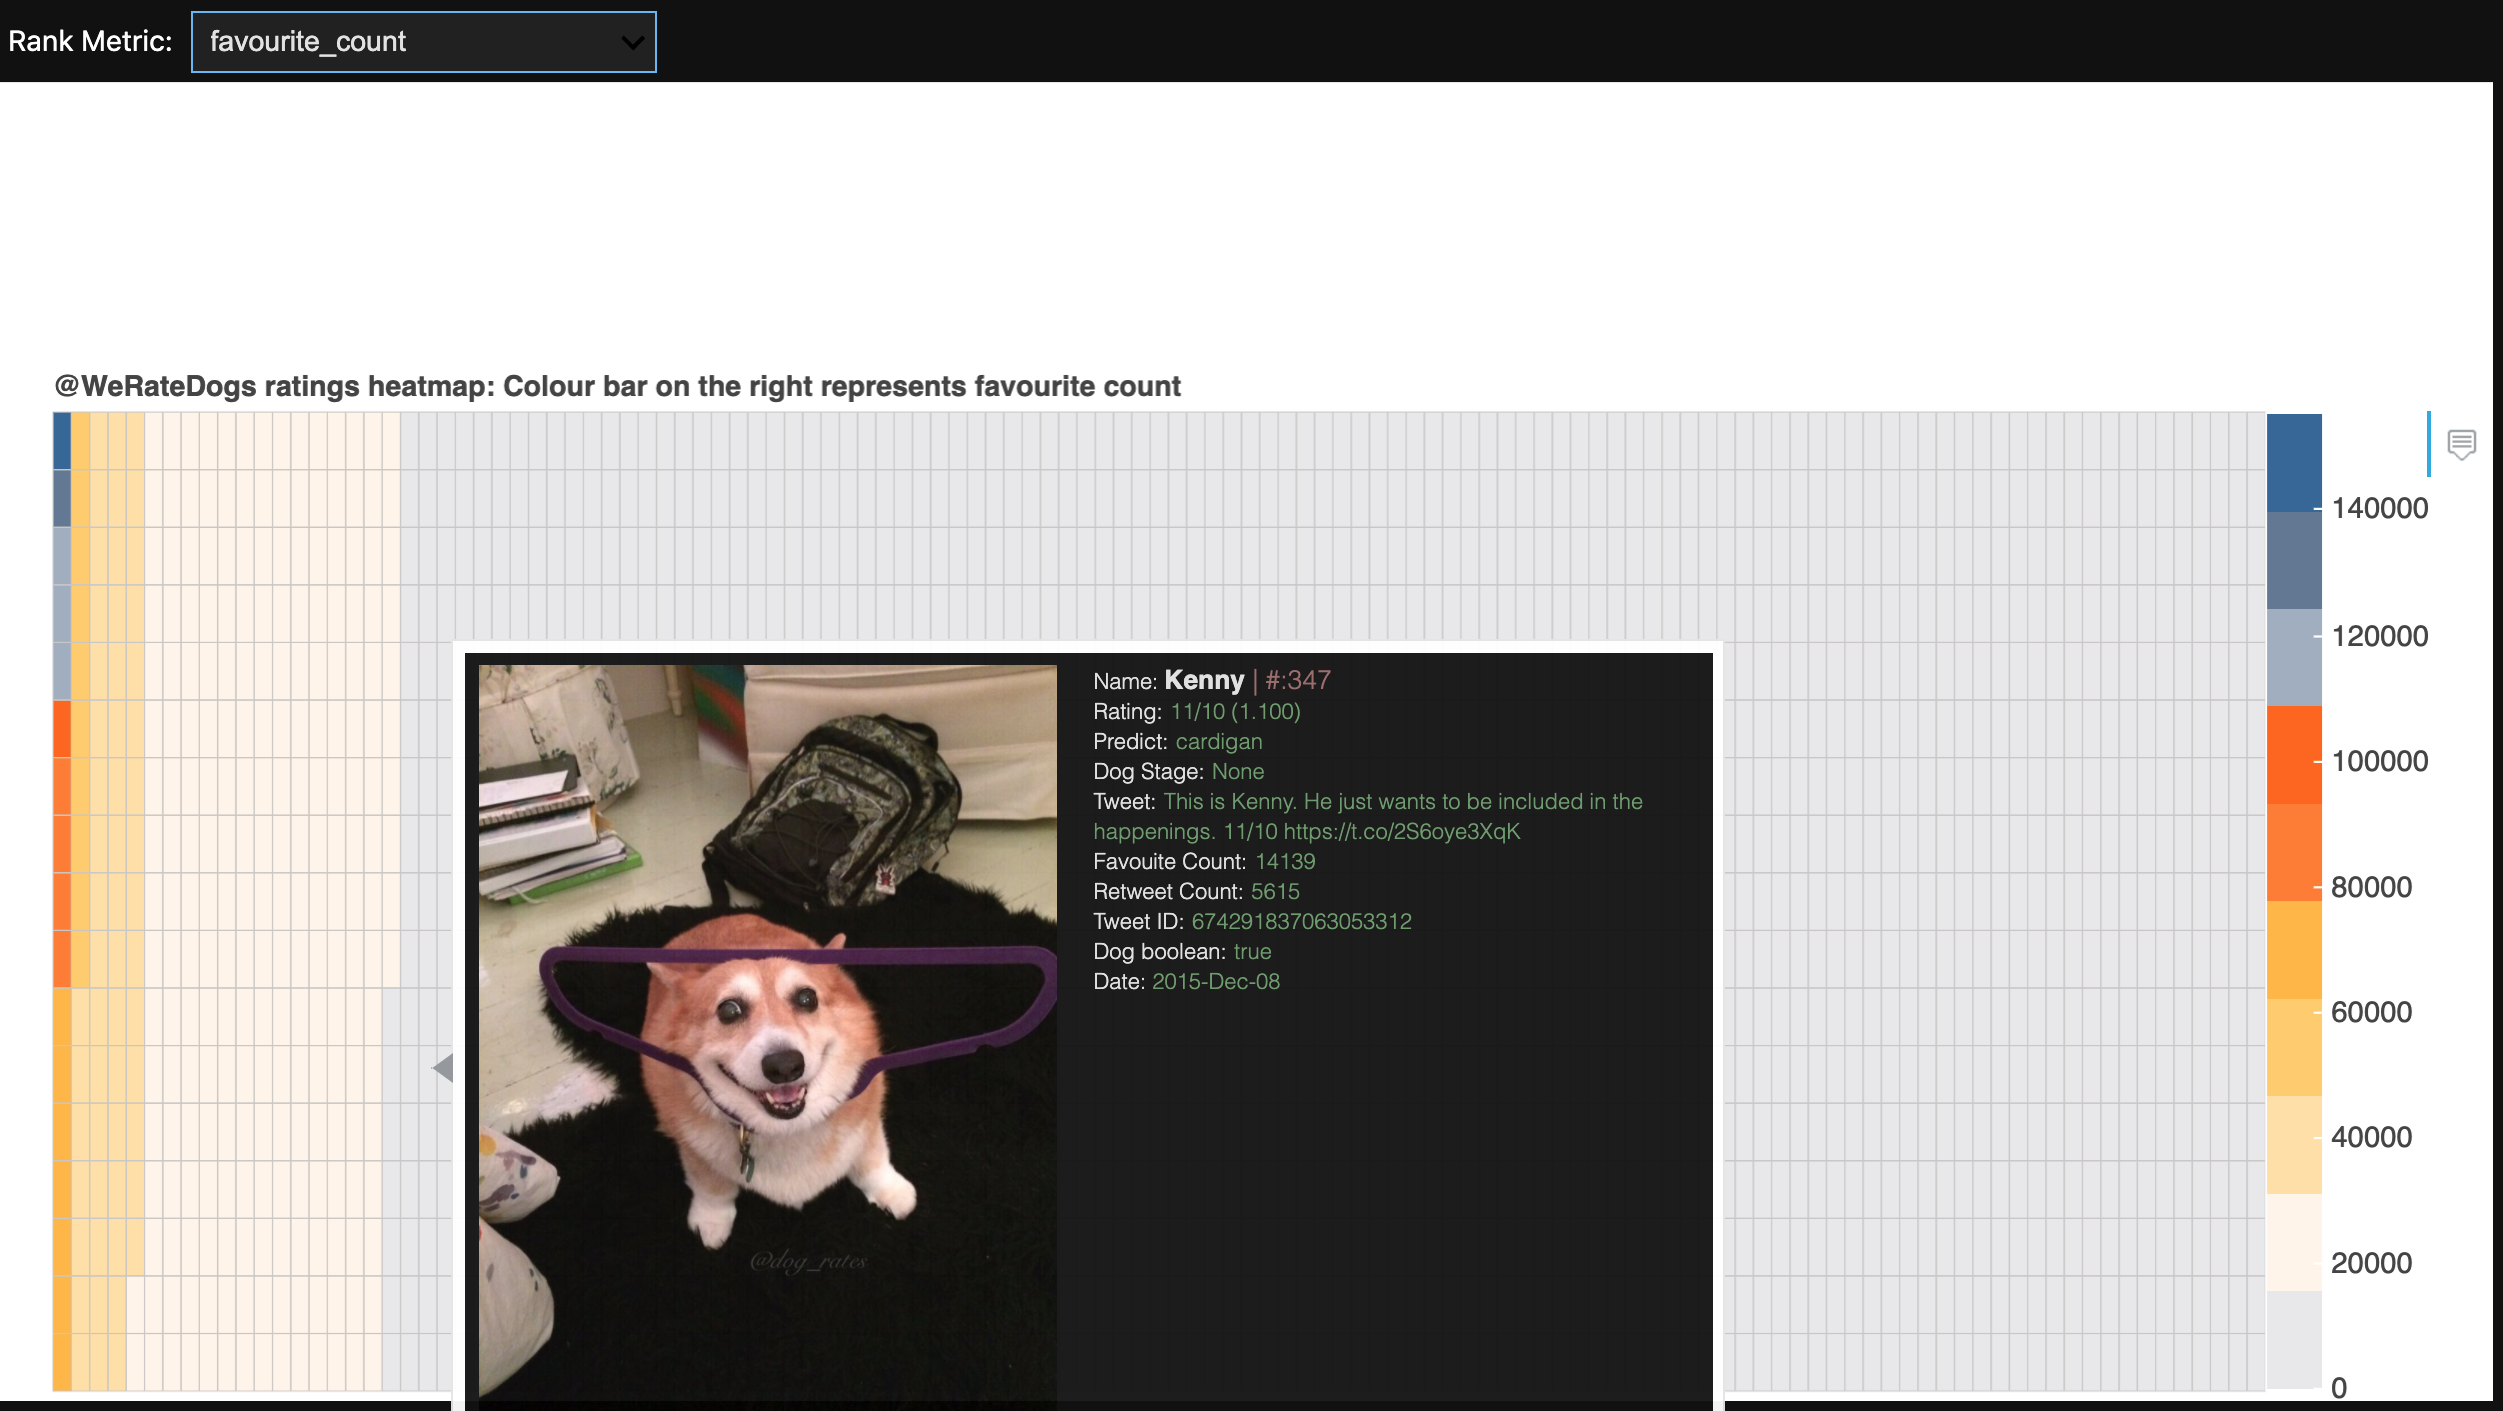 Rank Metric: favourite_count
@WeRateDogs ratings heatmap: Colour bar on the right represents favourite count
Name: Kenny | #:347
Rating: 11/10 (1.100)
Predict: cardigan
Dog Stage: None
Tweet: This is Kenny. He just wants to be included in the
happenings. 11/10 https://t.co/2S6oye3XqK
Favouite Count: 14139
Retweet Count: 5615
Tweet ID: 674291837063053312
Dog boolean: true
Date: 2015-Dec-08
@dog_rates
140000
120000
100000
80000
60000
40000
20000
0